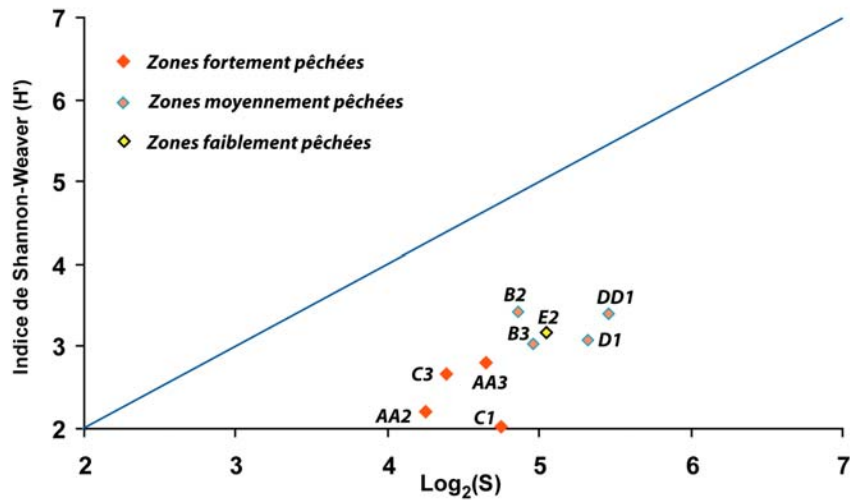 7
Zones fortement pêchées
6
Zones moyennement pêchées
Zones faiblement pêchées
5
4
3
2
Indice de Shannon-Weaver (H')
B2
DD1
E2
B3
D1
C3
AA3
AA2
C1
2
3
4
5
6
7
Log₂(S)